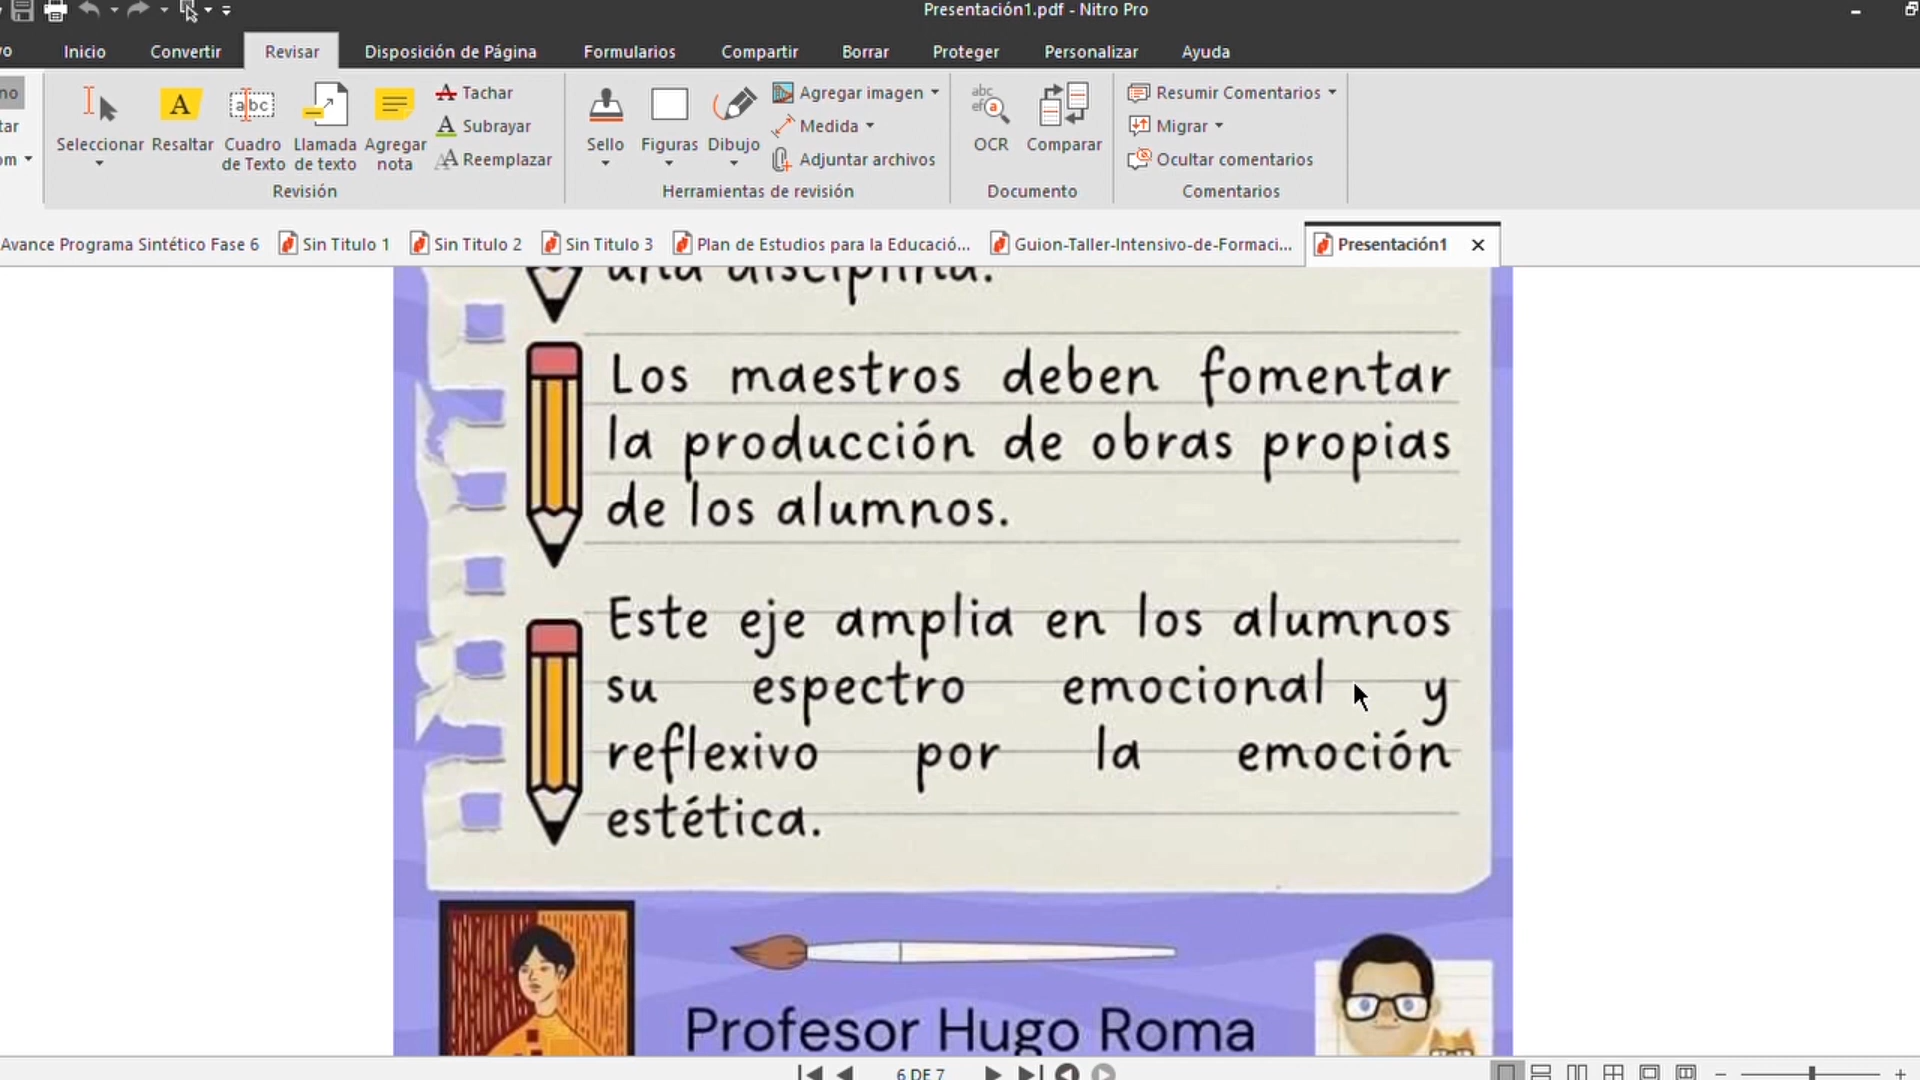 Presentación1.pdf - Nitro Pro
Inicio Convertir Revisar Disposición de Página Formularios Compartir Borrar Proteger Personalizar Ayuda
Seleccionar
Resaltar
Cuadro
de Texto
Llamada
de texto
Agregar
nota
Tachar
Subrayar
Reemplazar
Revisión
Sello
Figuras
Dibujo
Agregar imagen
Medida
Adjuntar archivos
Herramientas de revisión
abc
OCR
Comparar
Documento
Resumir Comentarios
Migrar
Ocultar comentarios
Comentarios
Avance Programa Sintético Fase 6 Sin Titulo 1 Sin Titulo 2 Sin Titulo 3 Plan de Estudios para la Educació... Guion-Taller-Intensivo-de-Formaci... Presentación1
una disciplina.
Los maestros deben fomentar
la producción de obras propias
de los alumnos.
Este eje amplia en los alumnos
su espectro emocional y
reflexivo por la emoción
estética.
Profesor Hugo Roma
6 DE 7